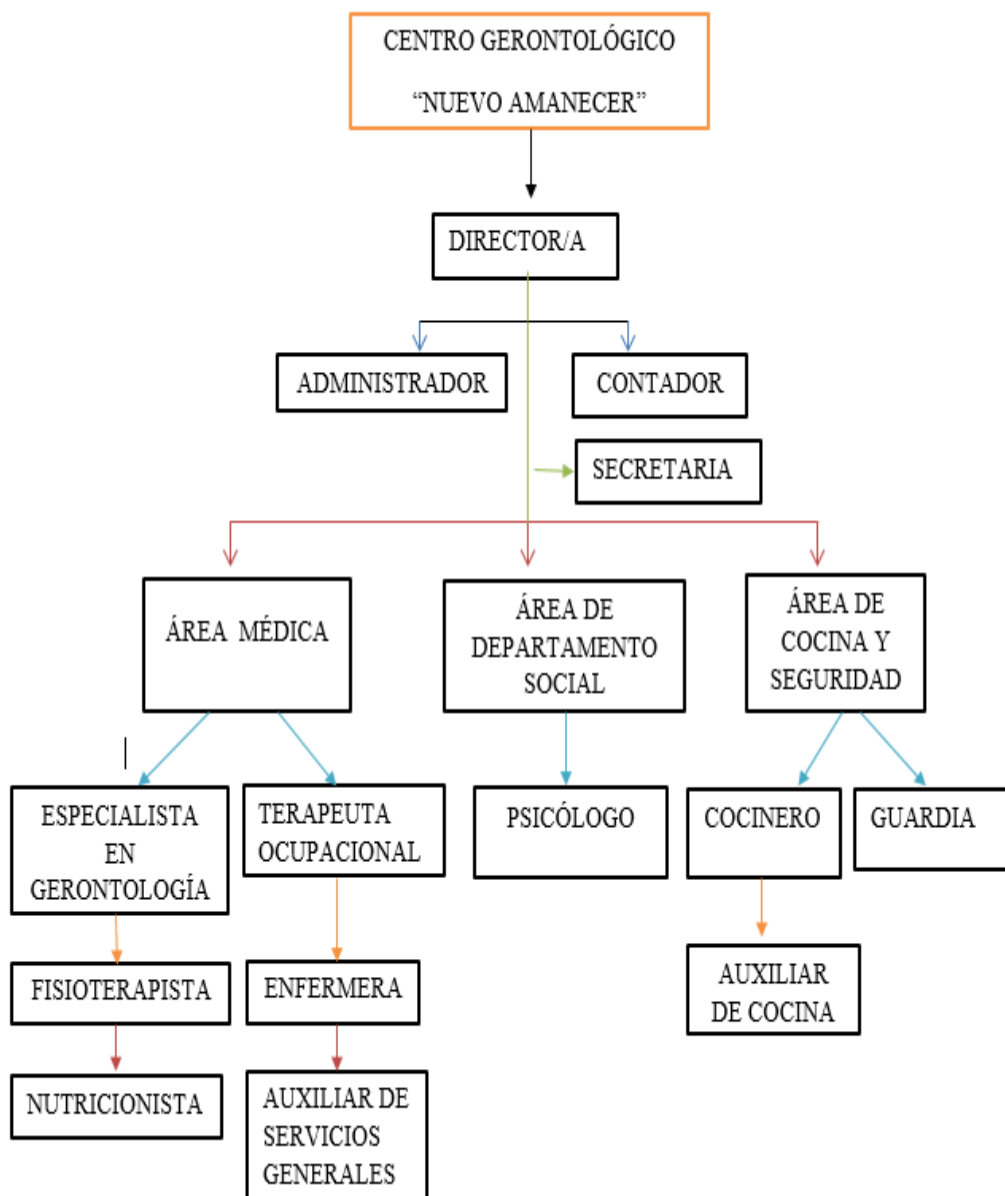 CENTRO GERONTOLÓGICO
“NUEVO AMANECER”
DIRECTOR/A
ADMINISTRADOR
CONTADOR
SECRETARIA
ÁREA MÉDICA
ÁREA DE
DEPARTAMENTO
SOCIAL
ÁREA DE
COCINA Y
SEGURIDAD
ESPECIALISTA
EN
GERONTOLOGÍA
TERAPEUTA
OCUPACIONAL
PSICÓLOGO
COCINERO
GUARDIA
FISIOTERAPISTA
ENFERMERA
AUXILIAR
DE COCINA
NUTRICIONISTA
AUXILIAR DE
SERVICIOS
GENERALES